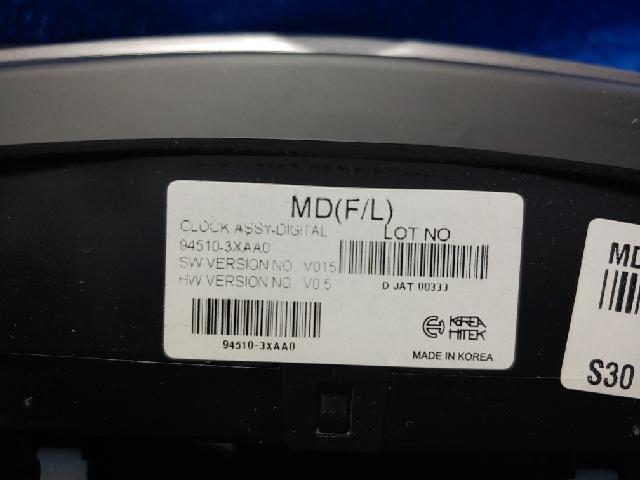 MD(F/L)
CLOCK ASSY-DIGITAL
LOT NO
94510-3XAA0
SW VERSION NO.: V015
HW VERSION NO.: V0.5
D JAT 00333
94510-3XAA0
KOREA
HITEK
MADE IN KOREA
MD
S30